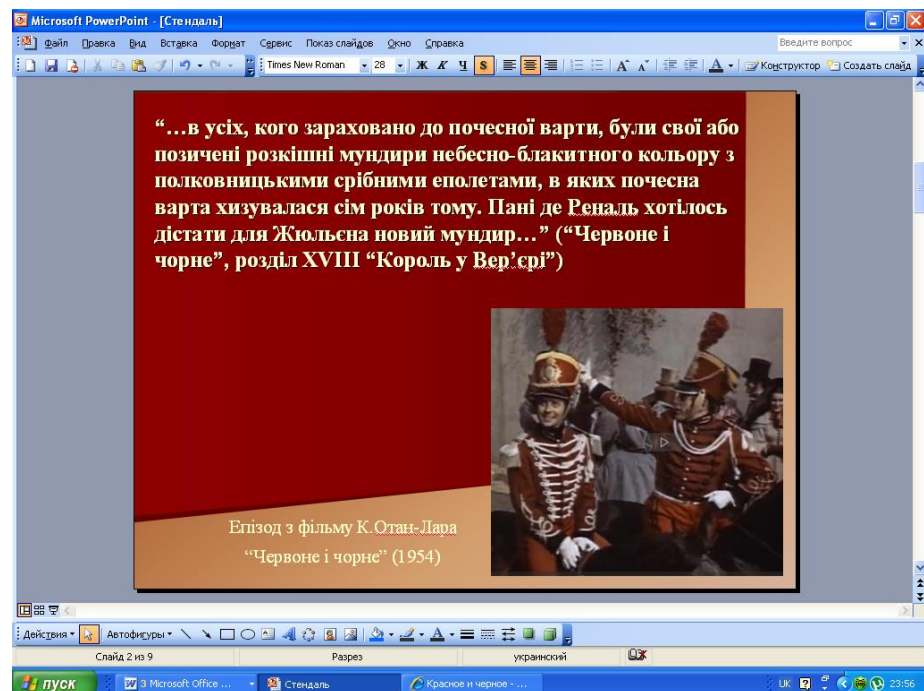 Microsoft PowerPoint - [Стендаль]
Файл Правка Вид Вставка Формат Сервис Показ слайдов Окно Справка Введите вопрос
Times New Roman 28 Ж К Ч S Конструктор Создать слайд
“…в усіх, кого зараховано до почесної варти, були свої або
позичені розкішні мундири небесно-блакитного кольору з
полковницькими срібними еполетами, в яких почесна
варта хизувалася сім років тому. Пані де Реналь хотілось
дістати для Жюльєна новий мундир…” (“Червоне і
чорне”, розділ XVIII “Король у Вер’єрі”)
Епізод з фільму К.Отан-Лара
“Червоне і чорне” (1954)
Действия Автофигуры
Слайд 2 из 9 Разрез украинский
пуск 3 Microsoft Office ... Стендаль Красное и черное - ... UK 23:56